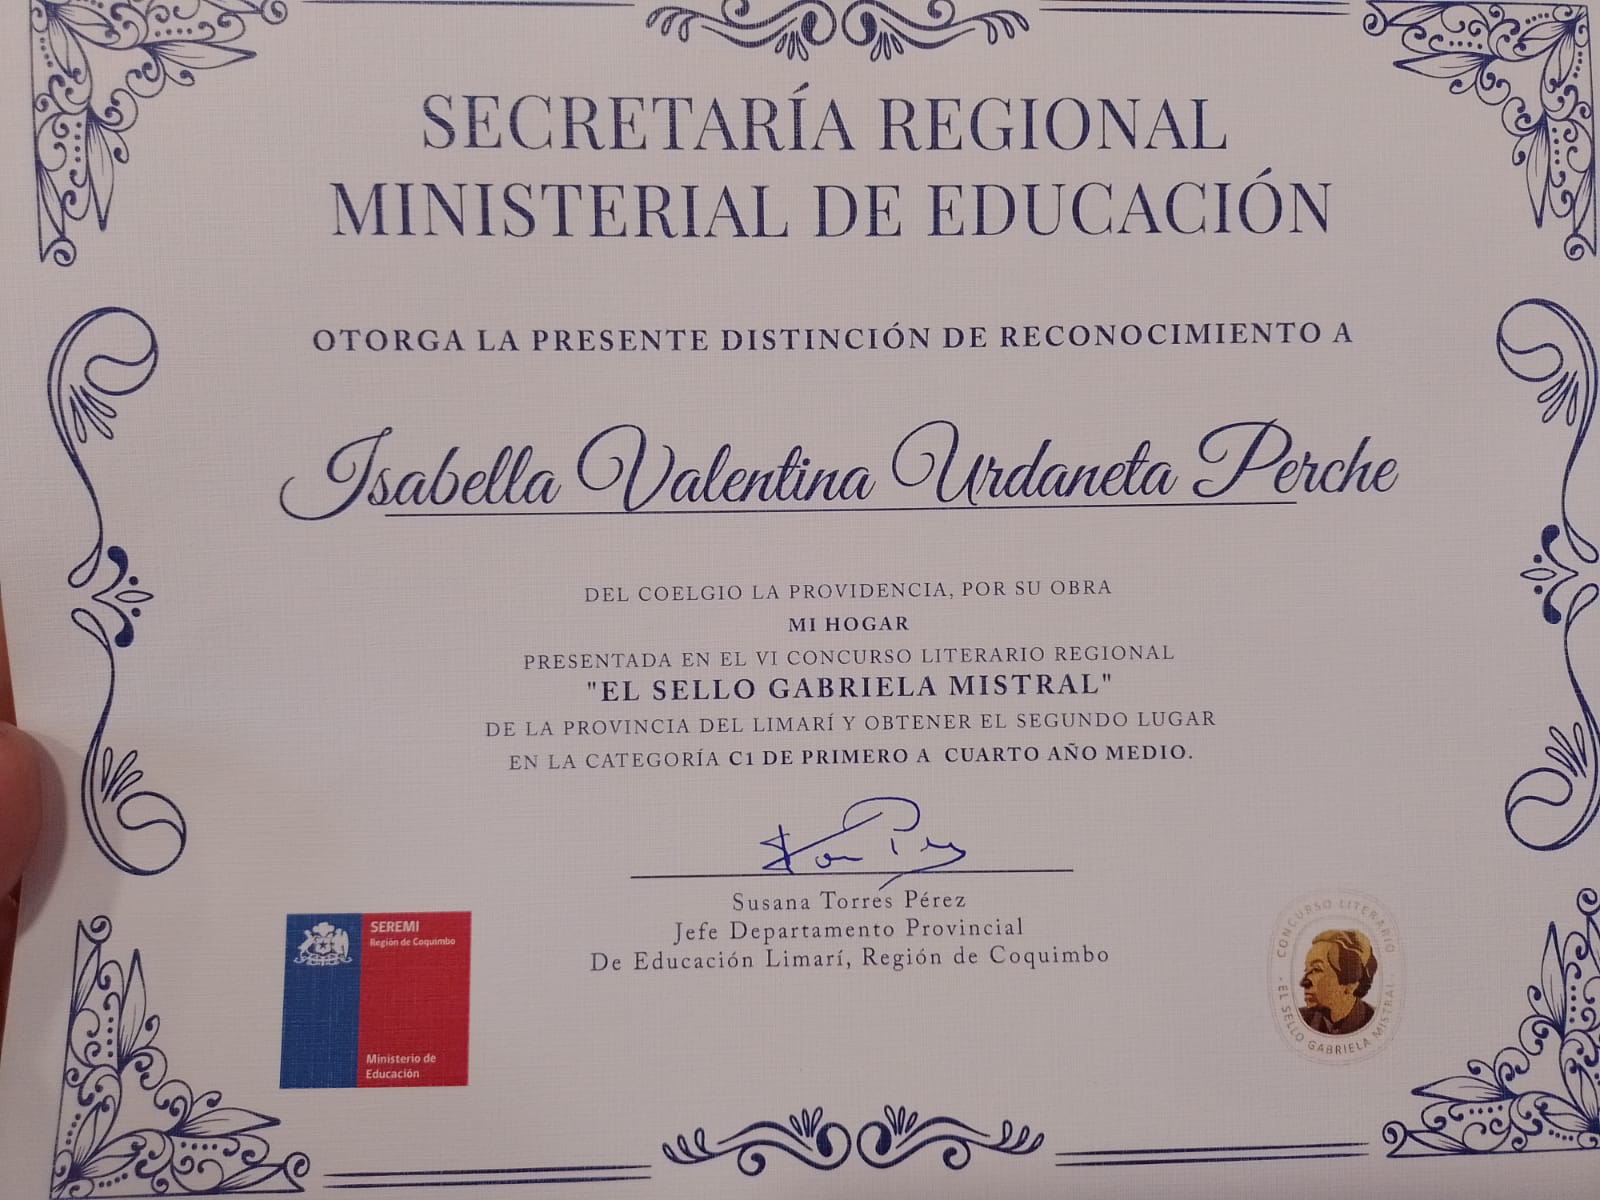 SECRETARÍA REGIONAL
MINISTERIAL DE EDUCACIÓN
OTORGA LA PRESENTE DISTINCIÓN DE RECONOCIMIENTO A
Isabella Valentina Urdaneta Perche
DEL COELGIO LA PROVIDENCIA, POR SU OBRA
MI HOGAR
PRESENTADA EN EL VI CONCURSO LITERARIO REGIONAL
"EL SELLO GABRIELA MISTRAL"
DE LA PROVINCIA DEL LIMARÍ Y OBTENER EL SEGUNDO LUGAR
EN LA CATEGORÍA C1 DE PRIMERO A CUARTO AÑO MEDIO.
Susana Torres Pérez
Jefe Departamento Provincial
De Educación Limarí, Región de Coquimbo
SEREMI
Región de Coquimbo
Ministerio de
Educación
CONCURSO LITERARIO
EL SELLO GABRIELA MISTRAL